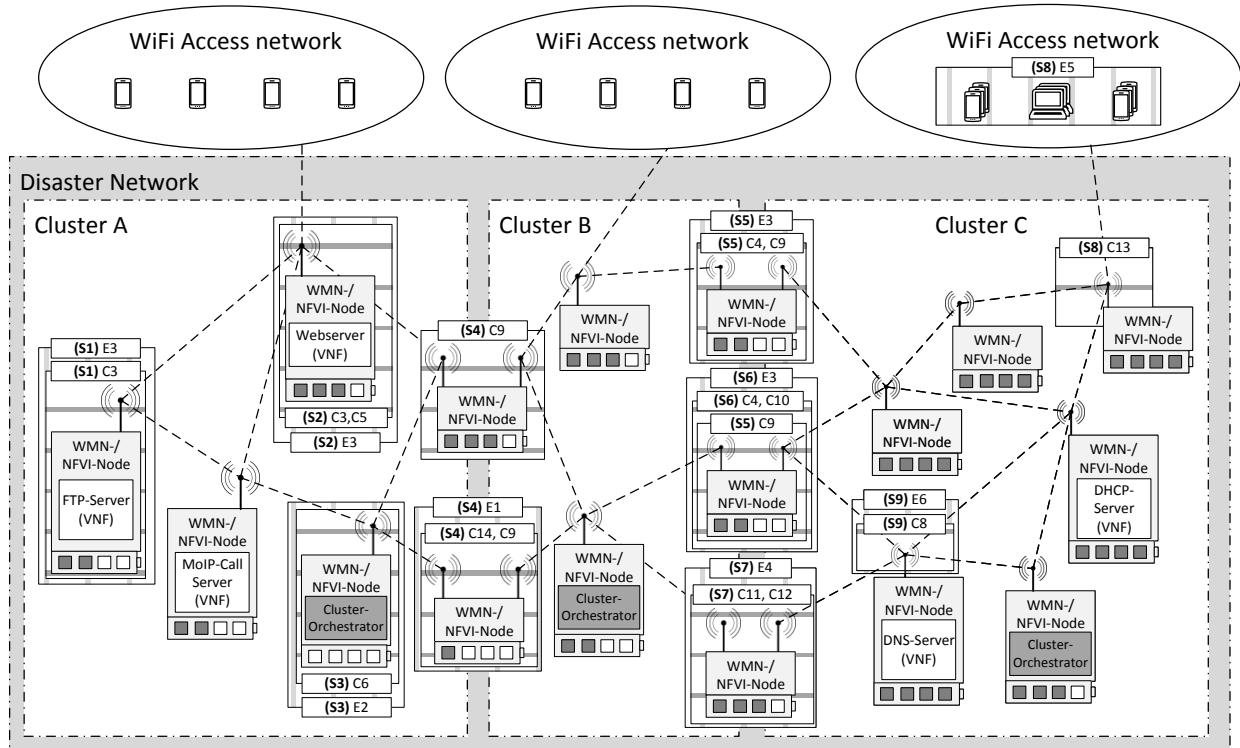 WiFi Access network
WiFi Access network
WiFi Access network
(S8) E5
Disaster Network
Cluster A
Cluster B
Cluster C
(S1) E3
(S1) C3
WMN-/
NFVI-Node
FTP-Server
(VNF)
WMN-/
NFVI-Node
Webserver
(VNF)
(S2) C3,C5
(S2) E3
WMN-/
NFVI-Node
MoIP-Call
Server
(VNF)
WMN-/
NFVI-Node
Cluster-
Orchestrator
(S3) C6
(S3) E2
(S4) C9
WMN-/
NFVI-Node
(S4) E1
(S4) C14, C9
WMN-/
NFVI-Node
WMN-/
NFVI-Node
WMN-/
NFVI-Node
Cluster-
Orchestrator
(S5) E3
(S5) C4, C9
WMN-/
NFVI-Node
(S6) E3
(S6) C4, C10
(S5) C9
WMN-/
NFVI-Node
(S7) E4
(S7) C11, C12
WMN-/
NFVI-Node
WMN-/
NFVI-Node
WMN-/
NFVI-Node
(S8) C13
WMN-/
NFVI-Node
WMN-/
NFVI-Node
DHCP-
Server
(VNF)
(S9) E6
(S9) C8
WMN-/
NFVI-Node
DNS-Server
(VNF)
WMN-/
NFVI-Node
Cluster-
Orchestrator